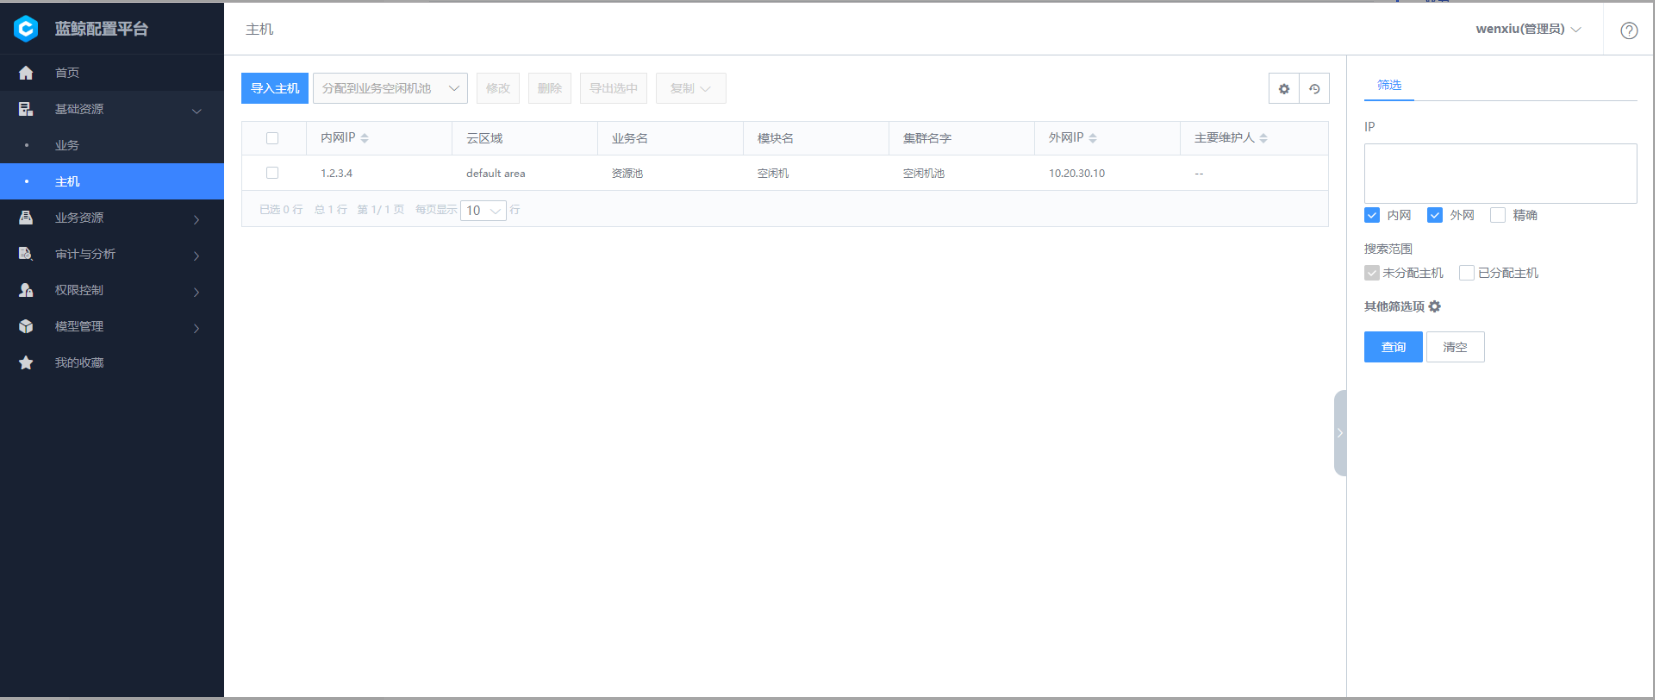 蓝鲸配置平台
首页
基础资源
业务
主机
业务资源
审计与分析
权限控制
模型管理
我的收藏
主机
wenxiu(管理员)
导入主机 分配到业务空闲机池 修改 删除 导出选中 复制
内网IP 云区域 业务名 模块名 集群名字 外网IP 主要维护人
1.2.3.4 default area 资源池 空闲机 空闲机池 10.20.30.10 --
已选 0 行 总 1 行 第 1/ 1 页 每页显示 10 行
筛选
IP
内网 外网 精确
搜索范围
未分配主机 已分配主机
其他筛选项
查询 清空